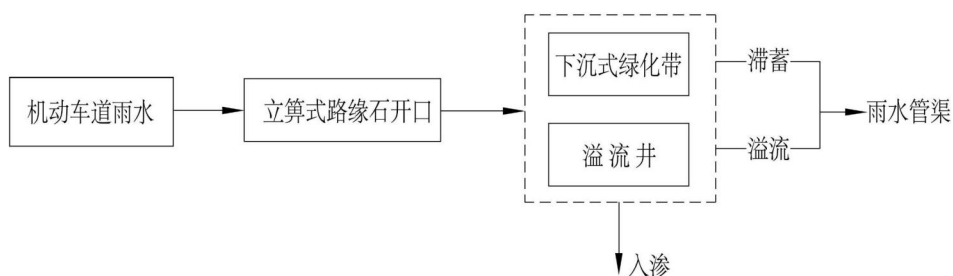 机动车道雨水
立箅式路缘石开口
下沉式绿化带
溢流井
滞蓄
溢流
雨水管渠
入渗